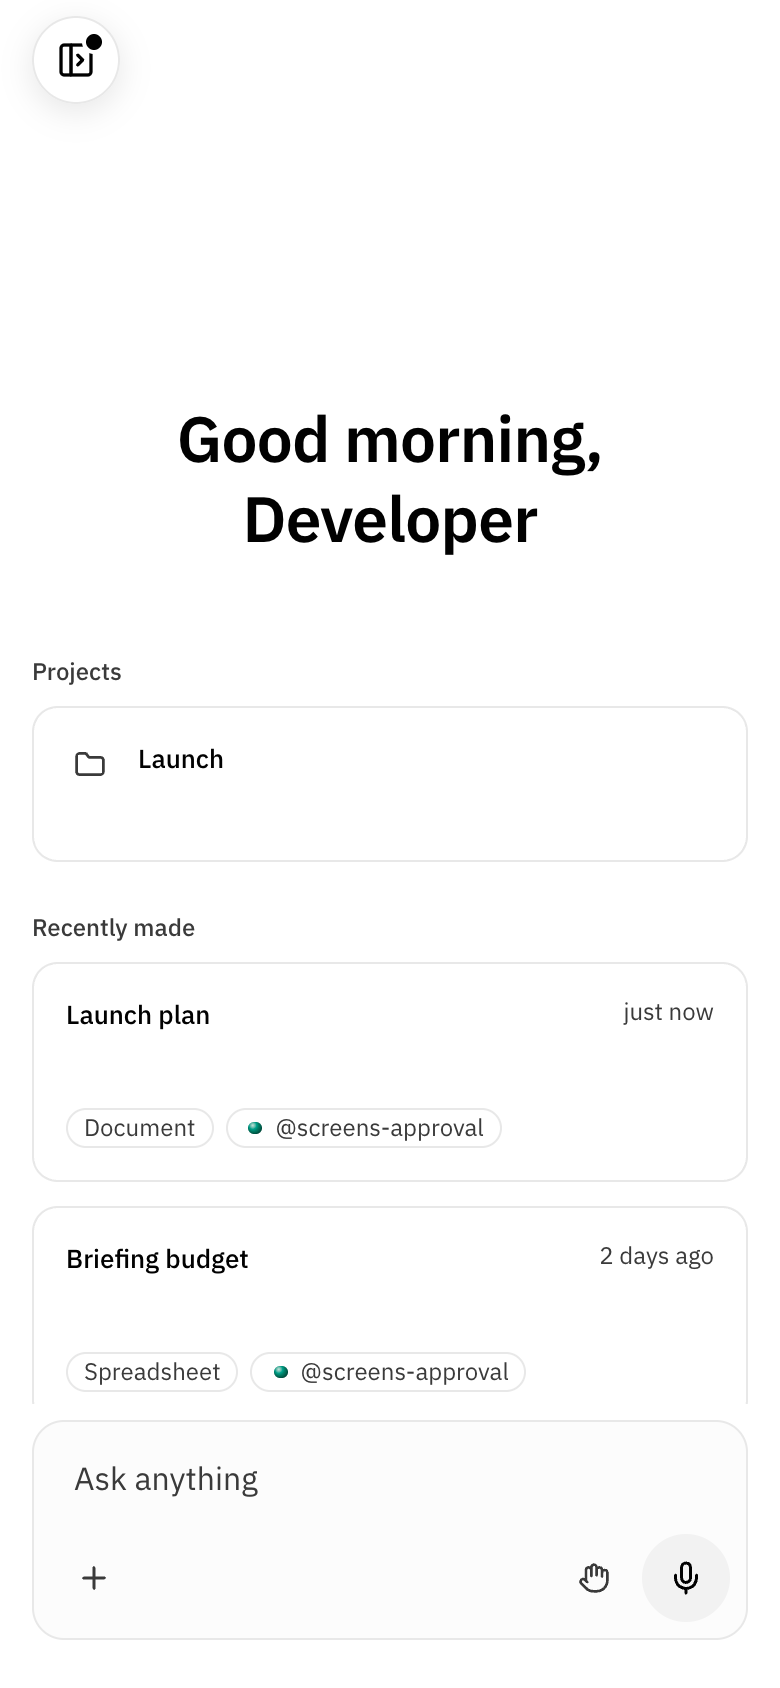 Good morning,
Developer
Projects
Launch
Recently made
Launch plan
just now
Document
@screens-approval
Briefing budget
2 days ago
Spreadsheet
@screens-approval
Ask anything